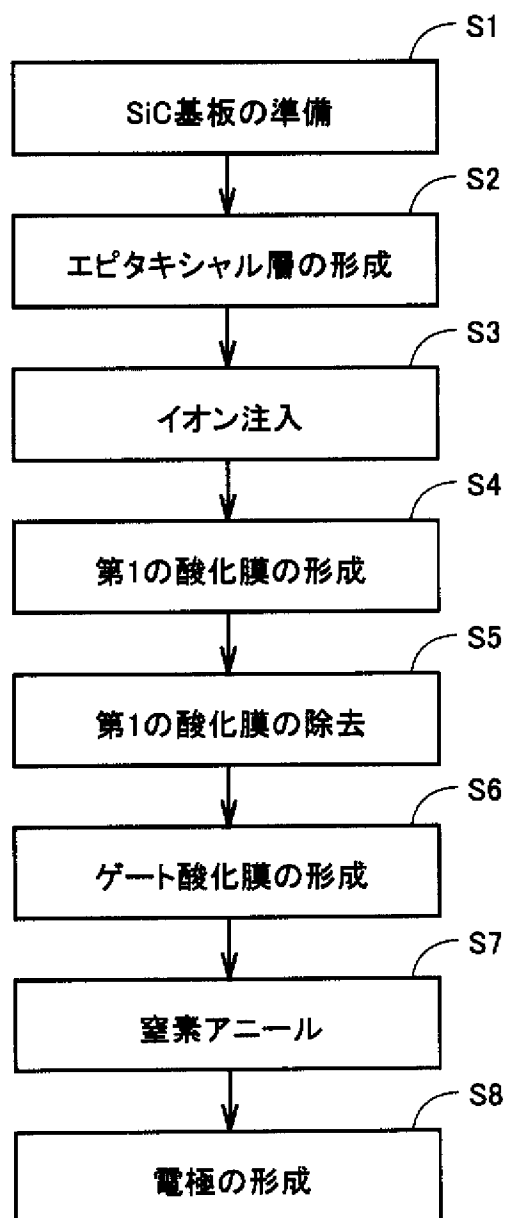 S1
SiC基板の準備
S2
エピタキシャル層の形成
S3
イオン注入
S4
第1の酸化膜の形成
S5
第1の酸化膜の除去
S6
ゲート酸化膜の形成
S7
窒素アニール
S8
電極の形成